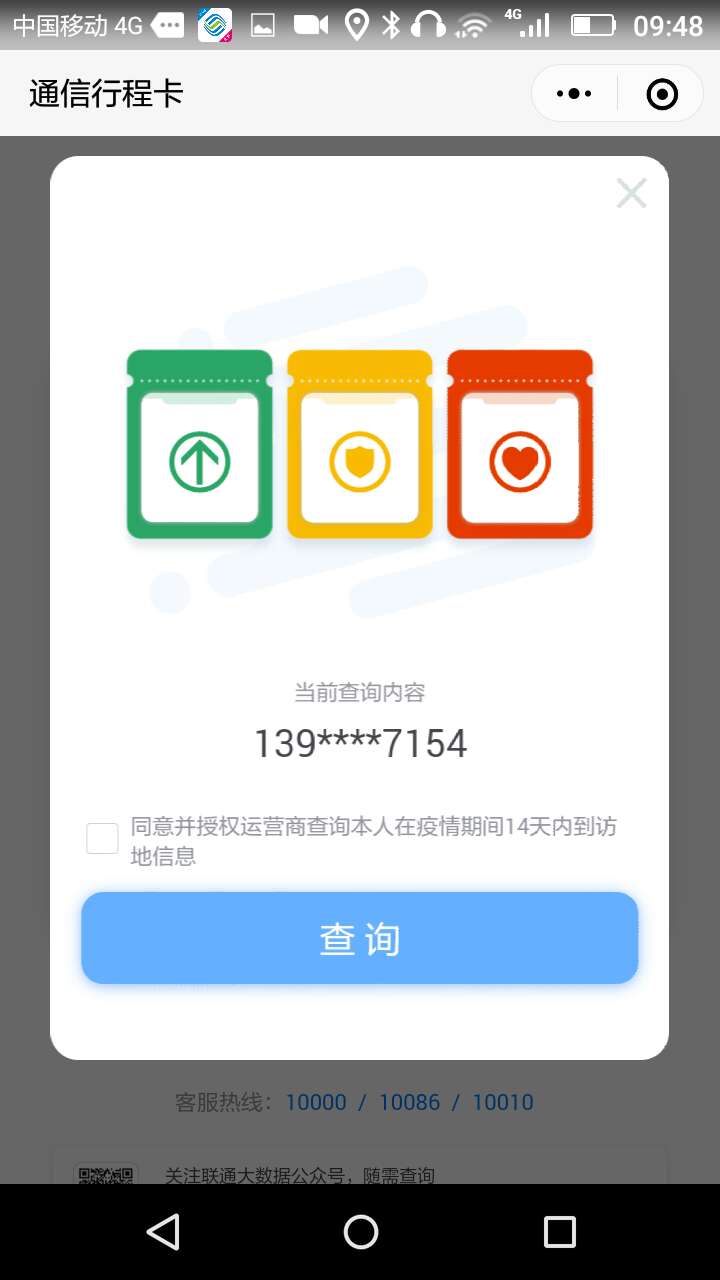 中国移动 4G
4G
09:48
通信行程卡
当前查询内容
139****7154
同意并授权运营商查询本人在疫情期间14天内到访
地信息
查询
客服热线：10000 / 10086 / 10010
关注联通大数据公众号，随需查询